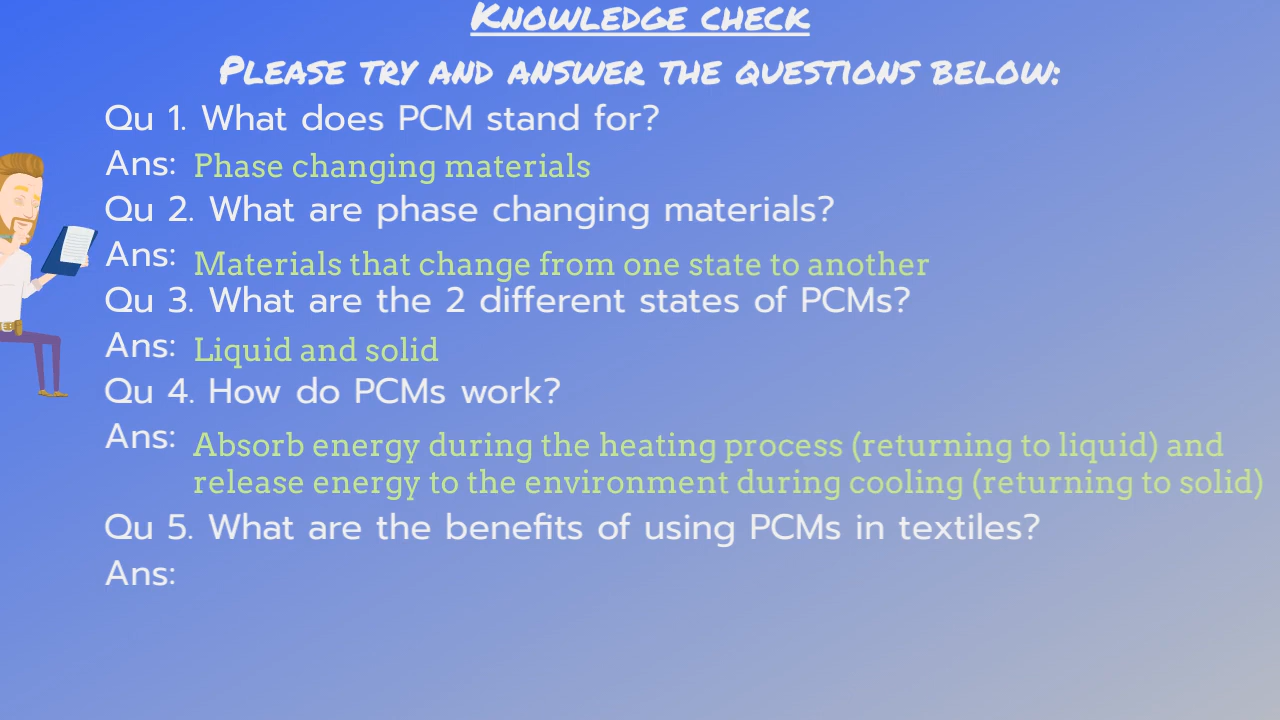 Knowledge check
Please try and answer the questions below:
Qu 1. What does PCM stand for?
Ans: Phase changing materials
Qu 2. What are phase changing materials?
Ans: Materials that change from one state to another
Qu 3. What are the 2 different states of PCMs?
Ans: Liquid and solid
Qu 4. How do PCMs work?
Ans: Absorb energy during the heating process (returning to liquid) and
release energy to the environment during cooling (returning to solid)
Qu 5. What are the benefits of using PCMs in textiles?
Ans: